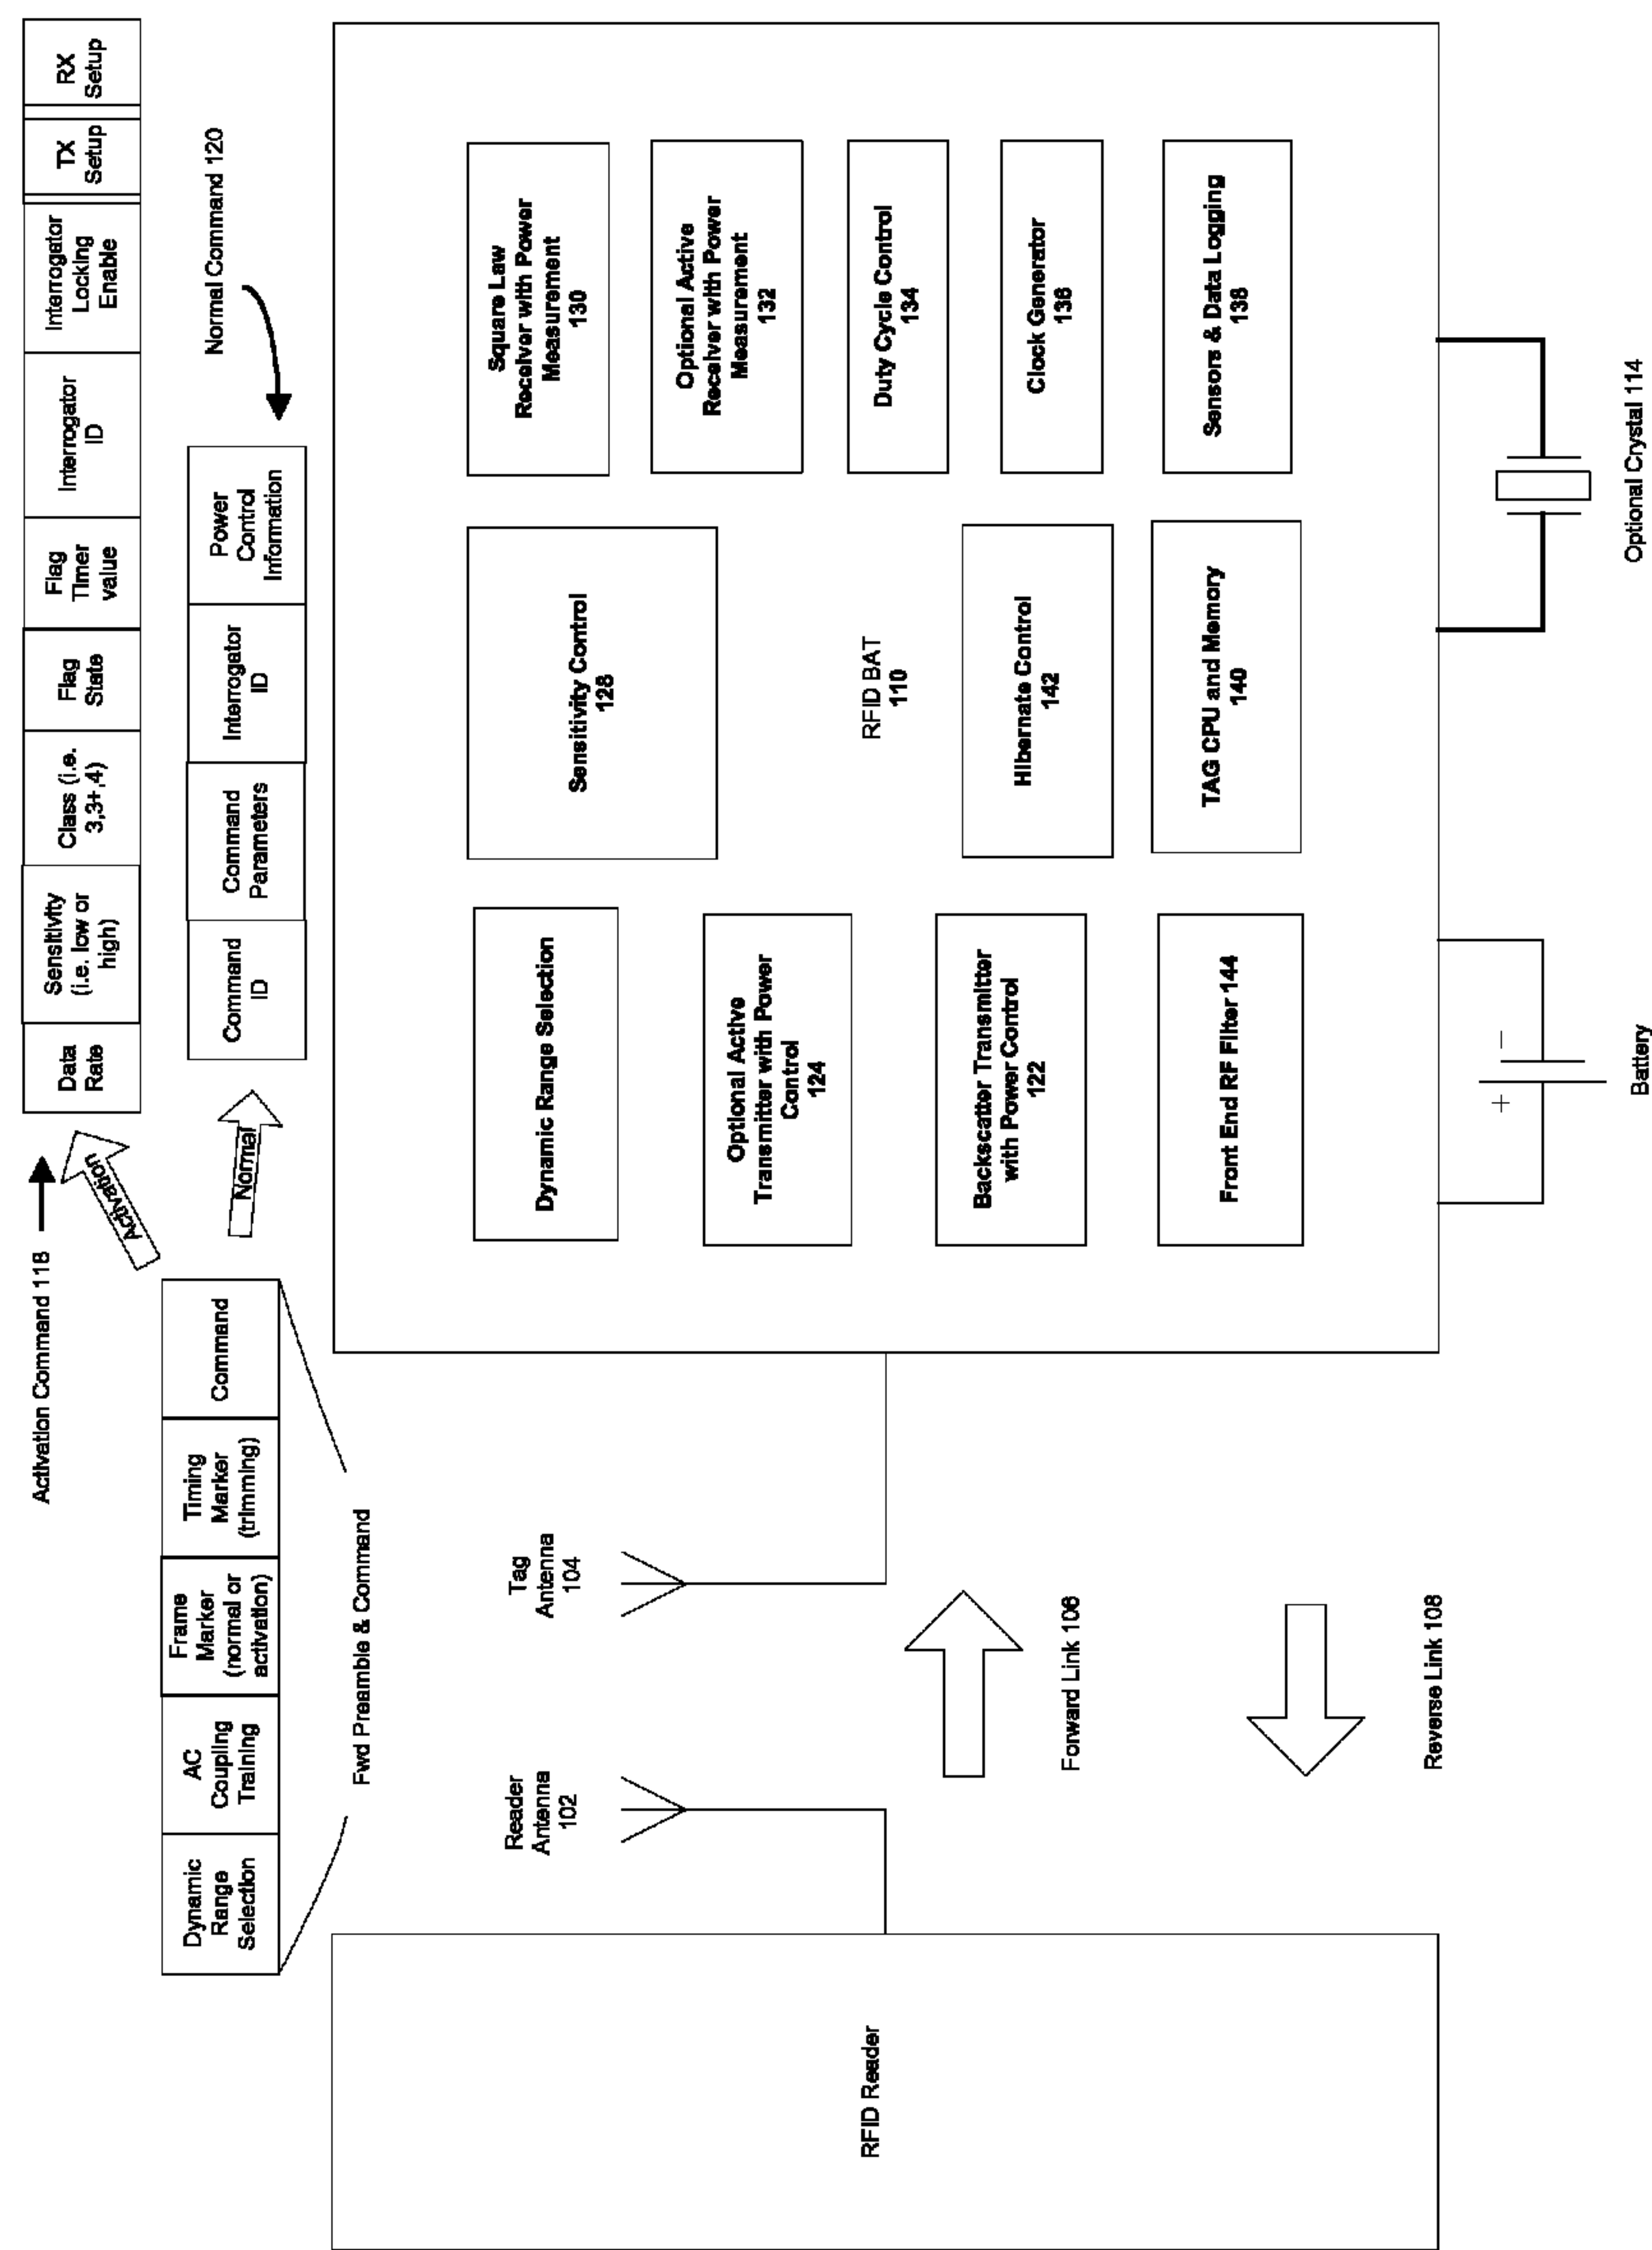 Activation Command 118
Data
Rate
Sensitivity
(i.e. low or
high)
Class (i.e.
3,3+,4)
Flag
State
Flag
Timer
value
Interrogator
ID
Interrogator
Locking
Enable
TX
Setup
RX
Setup
Activation
Normal
Normal Command 120
Command
ID
Command
Parameters
Interrogator
ID
Power
Control
Information
Dynamic
Range
Selection
AC
Coupling
Training
Frame
Marker
(normal or
activation)
Timing
Marker
(trimming)
Command
Fwd Preamble & Command
Reader
Antenna
102
Tag
Antenna
104
Forward Link 106
Reverse Link 108
RFID Reader
Dynamic Range Selection
Optional Active
Transmitter with Power
Control
124
Backscatter Transmitter
with Power Control
122
Front End RF Filter 144
Sensitivity Control
128
RFID BAT
110
Hibernate Control
142
TAG CPU and Memory
140
Square Law
Receiver with Power
Measurement
130
Optional Active
Receiver with Power
Measurement
132
Duty Cycle Control
134
Clock Generator
136
Sensors & Data Logging
138
+ −
Battery
Optional Crystal 114